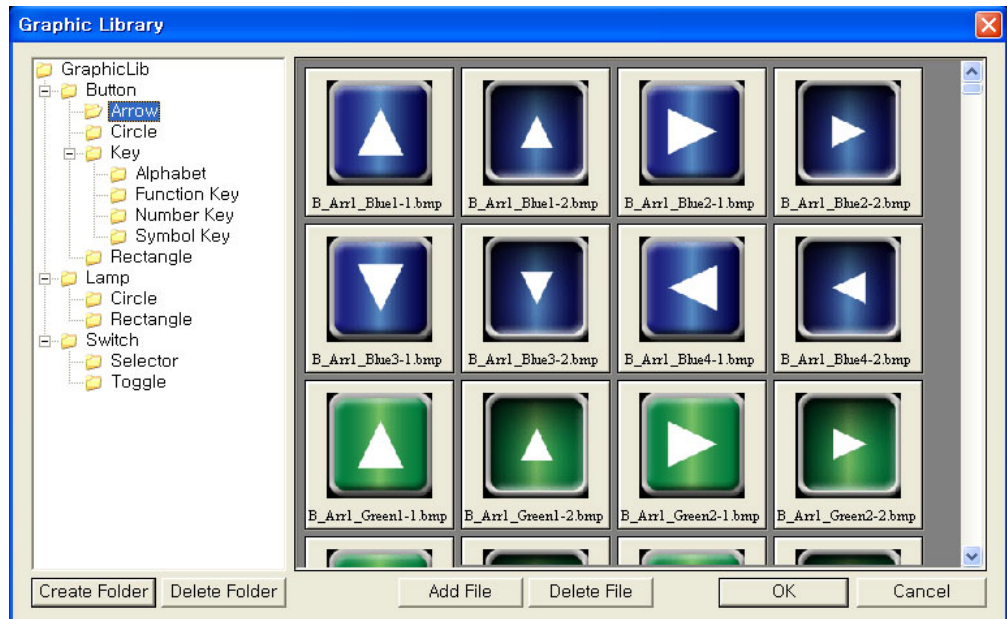 Graphic Library
GraphicLib
Button
Arrow
Circle
Key
Alphabet
Function Key
Number Key
Symbol Key
Rectangle
Lamp
Circle
Rectangle
Switch
Selector
Toggle
B_Arr1_Blue1-1.bmp B_Arr1_Blue1-2.bmp B_Arr1_Blue2-1.bmp B_Arr1_Blue2-2.bmp
B_Arr1_Blue3-1.bmp B_Arr1_Blue3-2.bmp B_Arr1_Blue4-1.bmp B_Arr1_Blue4-2.bmp
B_Arr1_Green1-1.bmp B_Arr1_Green1-2.bmp B_Arr1_Green2-1.bmp B_Arr1_Green2-2.bmp
Create Folder Delete Folder Add File Delete File OK Cancel